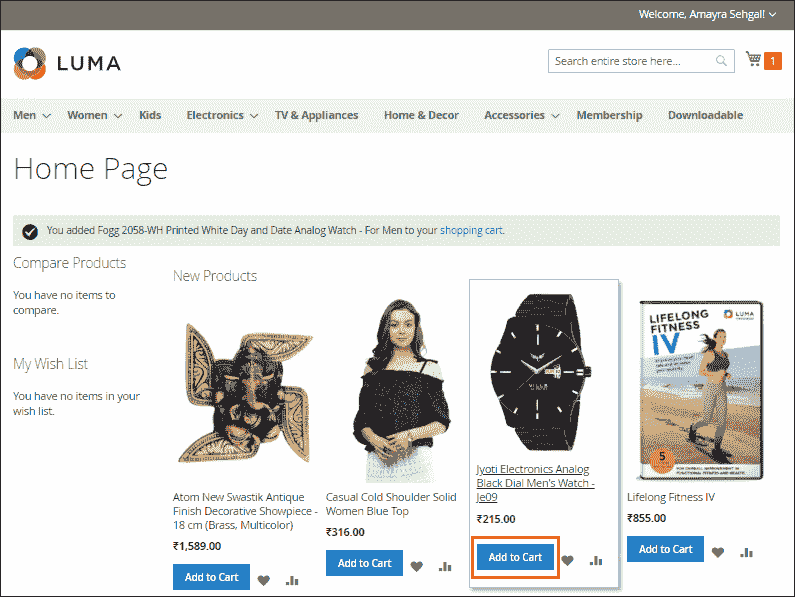 Welcome, Amayra Sehgal!
LUMA
Search entire store here...
1
Men
Women
Kids
Electronics
TV & Appliances
Home & Decor
Accessories
Membership
Downloadable
Home Page
You added Fogg 2058-WH Printed White Day and Date Analog Watch - For Men to your shopping cart.
Compare Products
You have no items to
compare.
My Wish List
You have no items in your
wish list.
New Products
Atom New Swastik Antique
Finish Decorative Showpiece -
18 cm (Brass, Multicolor)
₹1,589.00
Add to Cart
Casual Cold Shoulder Solid
Women Blue Top
₹316.00
Add to Cart
Jyoti Electronics Analog
Black Dial Men's Watch -
Je09
₹215.00
Add to Cart
LIFELONG
FITNESS
IV
LUMA
5
Lifelong Fitness IV
₹855.00
Add to Cart